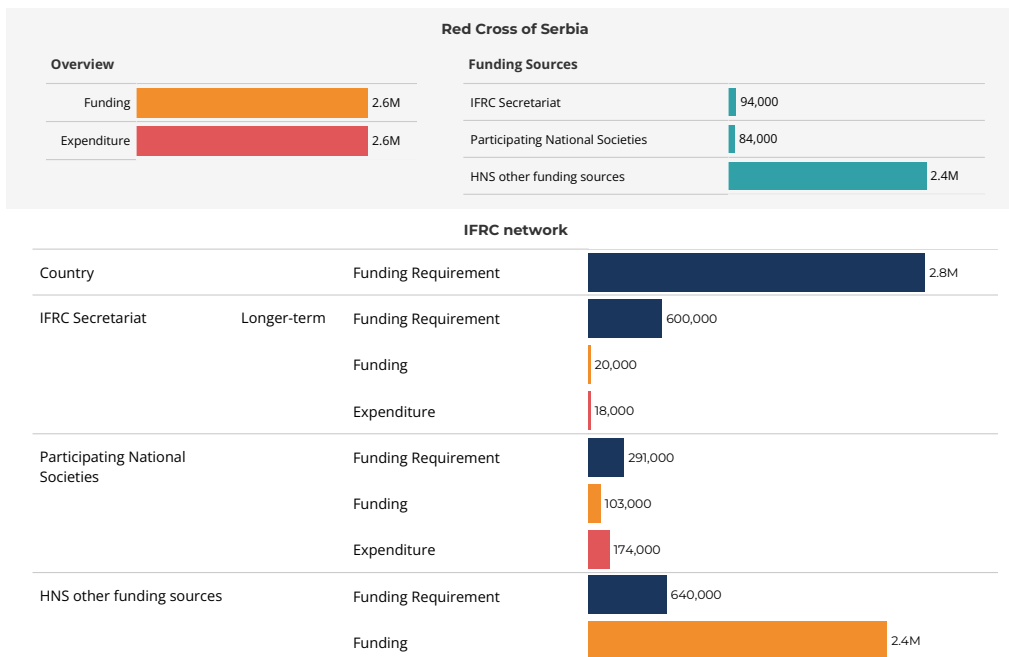 Red Cross of Serbia
Overview
Funding 2.6M
Expenditure 2.6M
Funding Sources
IFRC Secretariat 94,000
Participating National Societies 84,000
HNS other funding sources 2.4M
IFRC network
Country Funding Requirement 2.8M
IFRC Secretariat Longer-term Funding Requirement 600,000
Funding 20,000
Expenditure 18,000
Participating National
Societies
Funding Requirement 291,000
Funding 103,000
Expenditure 174,000
HNS other funding sources Funding Requirement 640,000
Funding 2.4M